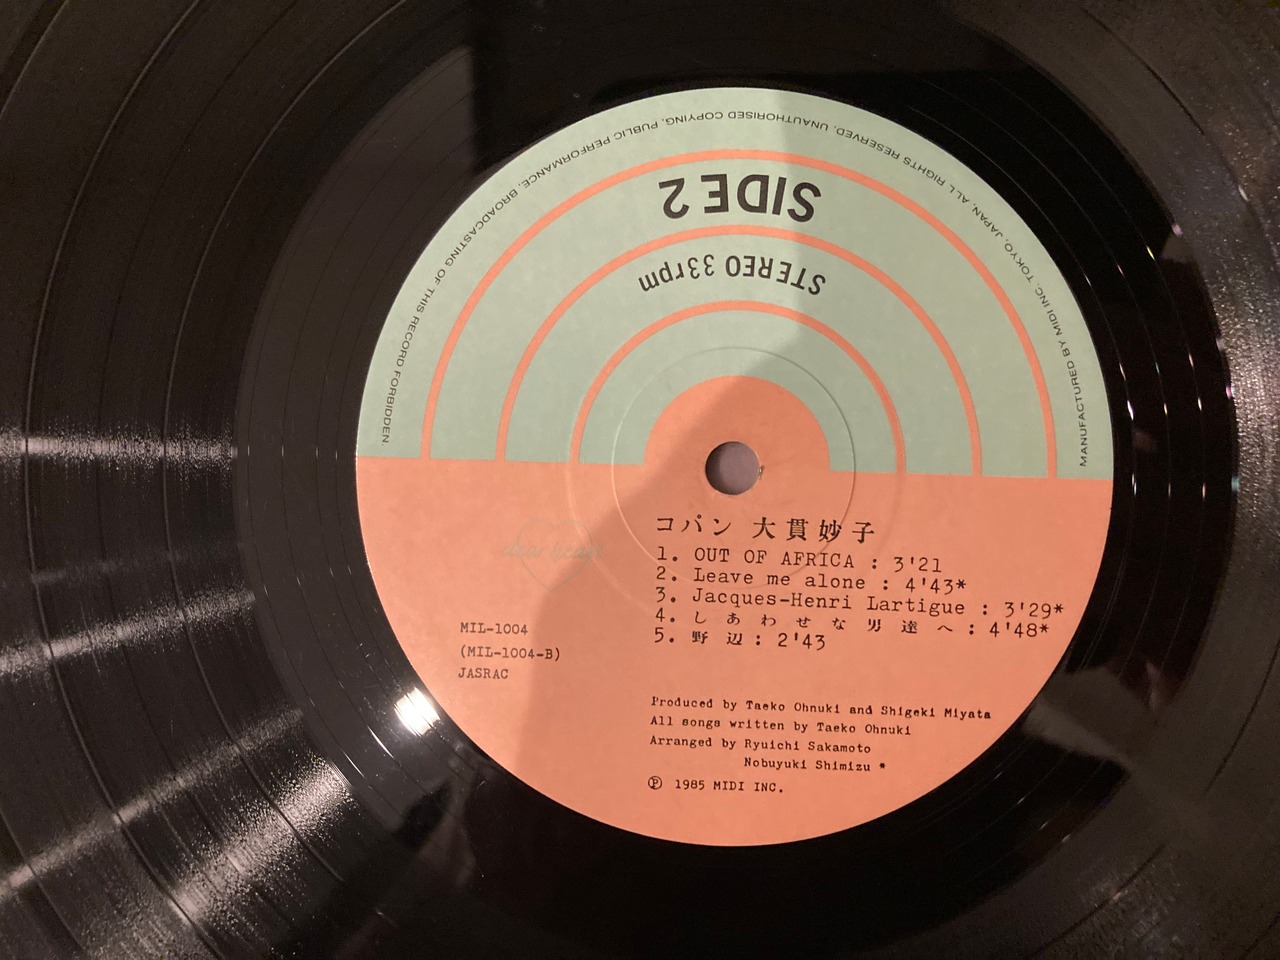 MANUFACTURED BY MIDI INC. TOKYO, JAPAN. ALL RIGHTS RESERVED. UNAUTHORISED COPYING, PUBLIC PERFORMANCE, BROADCASTING OF THIS RECORD FORBIDDEN.
SIDE 2
STEREO 33rpm
コパン 大貫妙子
1. OUT OF AFRICA : 3'21
2. Leave me alone : 4'43*
3. Jacques-Henri Lartigue : 3'29*
4. しあわせな男達へ : 4'48*
5. 野辺 : 2'43
MIL-1004
(MIL-1004-B)
JASRAC
Produced by Taeko Ohnuki and Shigeki Miyata
All songs written by Taeko Ohnuki
Arranged by Ryuichi Sakamoto
Nobuyuki Shimizu *
Ⓟ 1985 MIDI INC.